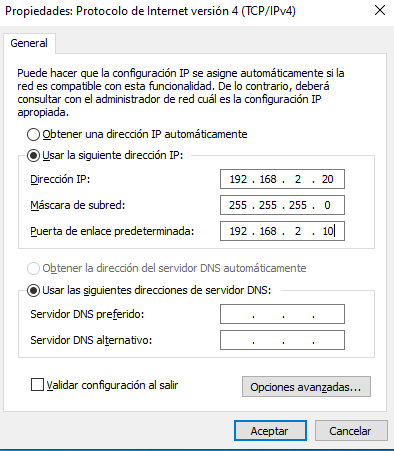 Propiedades: Protocolo de Internet versión 4 (TCP/IPv4)
General
Puede hacer que la configuración IP se asigne automáticamente si la
red es compatible con esta funcionalidad. De lo contrario, deberá
consultar con el administrador de red cuál es la configuración IP
apropiada.
Obtener una dirección IP automáticamente
Usar la siguiente dirección IP:
Dirección IP: 192 . 168 . 2 . 20
Máscara de subred: 255 . 255 . 255 . 0
Puerta de enlace predeterminada: 192 . 168 . 2 . 10
Obtener la dirección del servidor DNS automáticamente
Usar las siguientes direcciones de servidor DNS:
Servidor DNS preferido: . . .
Servidor DNS alternativo: . . .
Validar configuración al salir
Opciones avanzadas...
Aceptar Cancelar